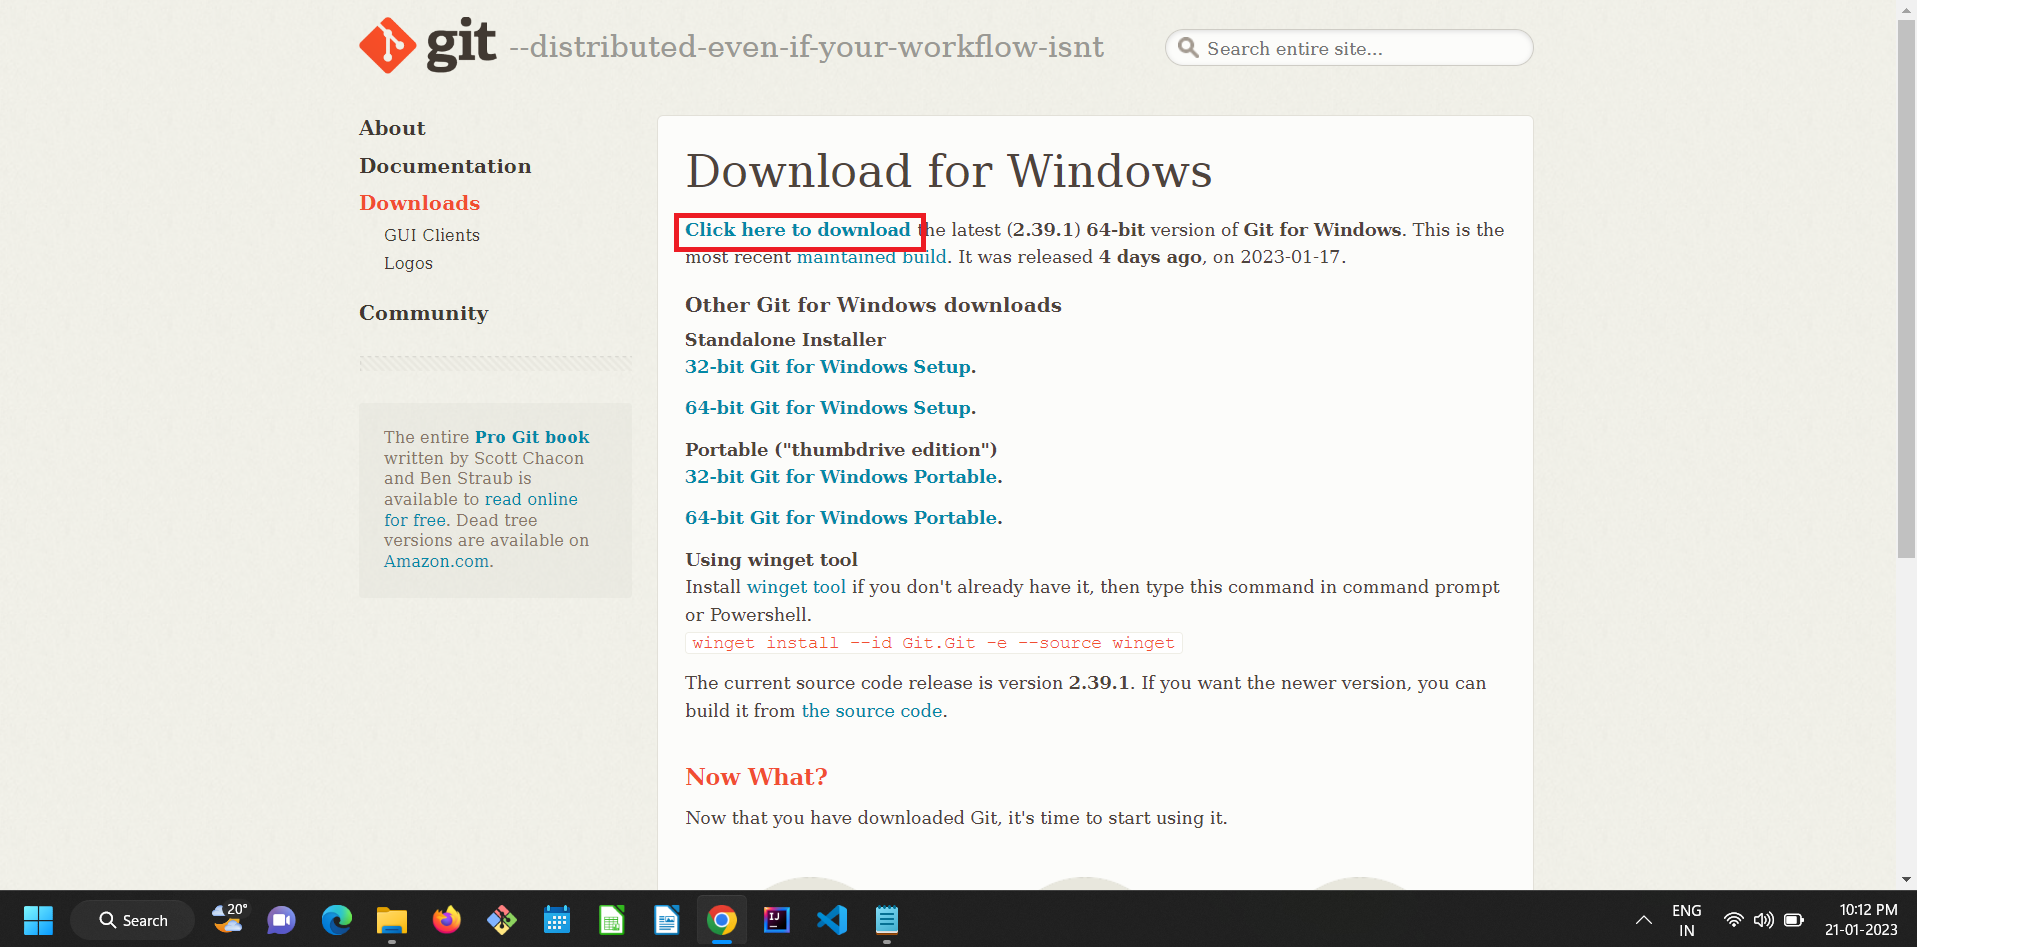 git --distributed-even-if-your-workflow-isnt
Search entire site...
About
Documentation
Downloads
GUI Clients
Logos
Community
The entire Pro Git book
written by Scott Chacon
and Ben Straub is
available to read online
for free. Dead tree
versions are available on
Amazon.com.
Download for Windows
Click here to download the latest (2.39.1) 64-bit version of Git for Windows. This is the
most recent maintained build. It was released 4 days ago, on 2023-01-17.
Other Git for Windows downloads
Standalone Installer
32-bit Git for Windows Setup.
64-bit Git for Windows Setup.
Portable ("thumbdrive edition")
32-bit Git for Windows Portable.
64-bit Git for Windows Portable.
Using winget tool
Install winget tool if you don't already have it, then type this command in command prompt
or Powershell.
winget install --id Git.Git -e --source winget
The current source code release is version 2.39.1. If you want the newer version, you can
build it from the source code.
Now What?
Now that you have downloaded Git, it's time to start using it.
Search
20°
IJ
ENG
IN
10:12 PM
21-01-2023